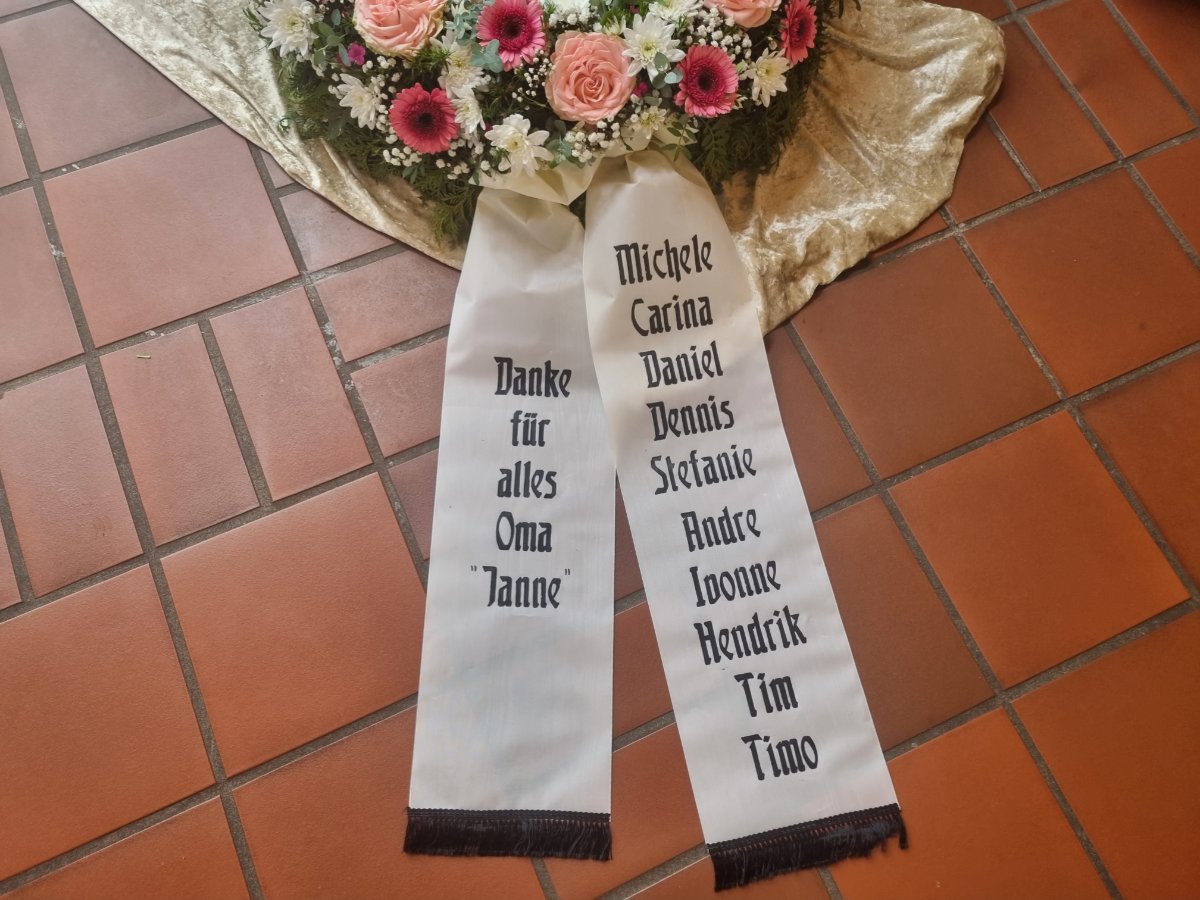 Danke
für
alles
Oma
"Janne"
Michele
Carina
Daniel
Dennis
Stefanie
Andre
Ivonne
Hendrik
Tim
Timo